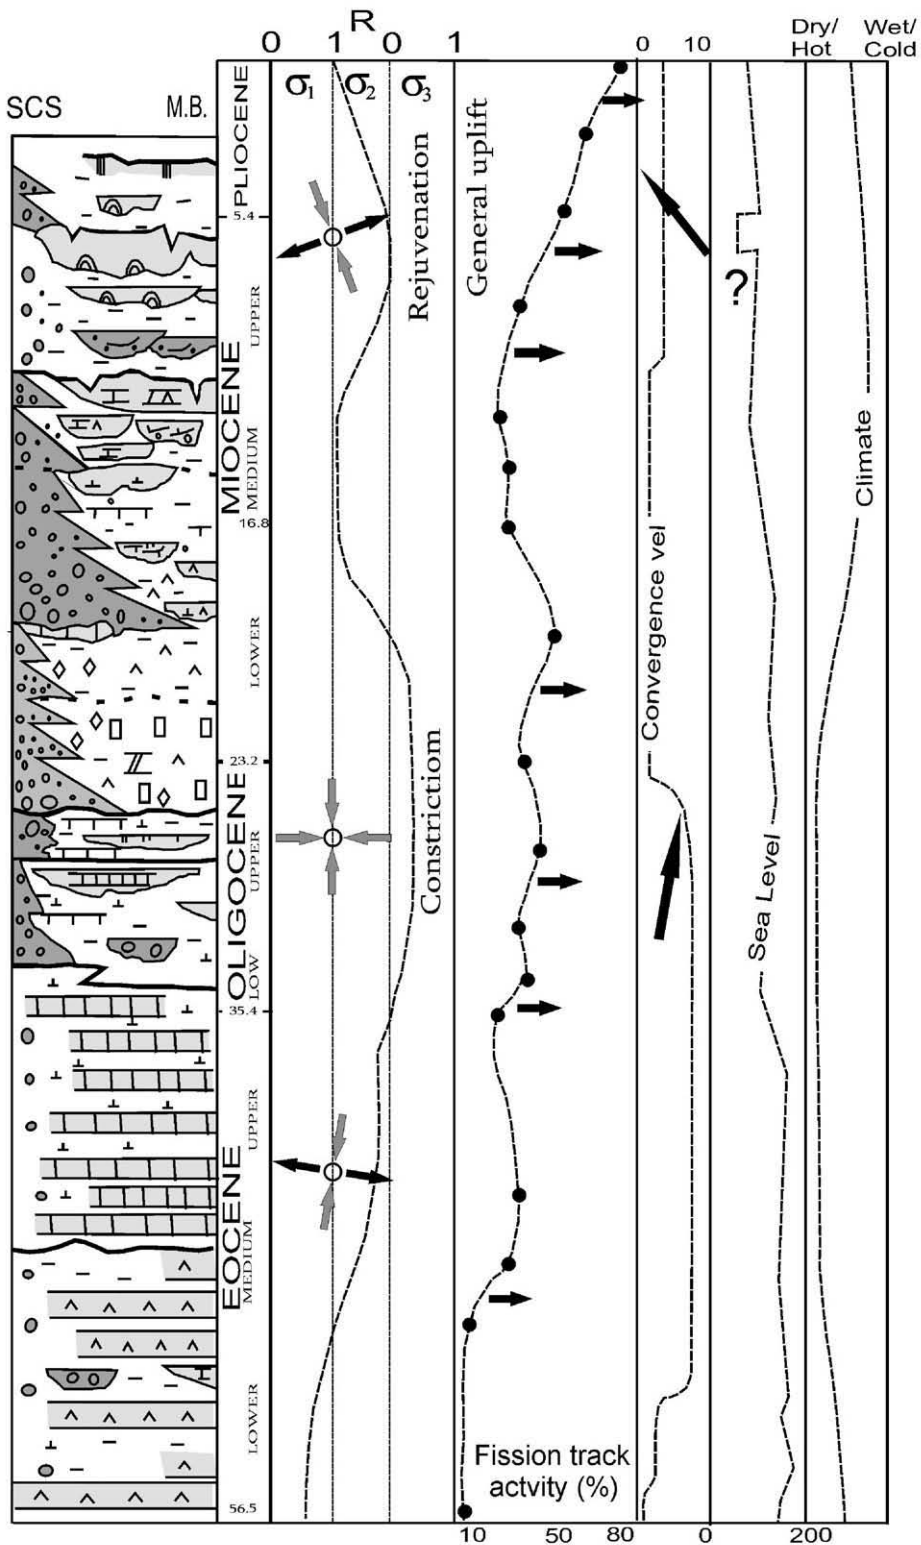 R
0 1 0 1
0 10
Dry/ Wet/
Hot Cold
SCS M.B.
σ1 σ2 σ3
PLIOCENE
5.4
Rejuvenation
General uplift
?
UPPER
MIOCENE
MEDIUM
16.8
LOWER
Climate
Convergence vel
23.2
OLIGOCENE
UPPER
Constriction
Sea Level
LOW
35.4
UPPER
EOCENE
MEDIUM
LOWER
Fission track
actvity (%)
56.5
10 50 80 0 200